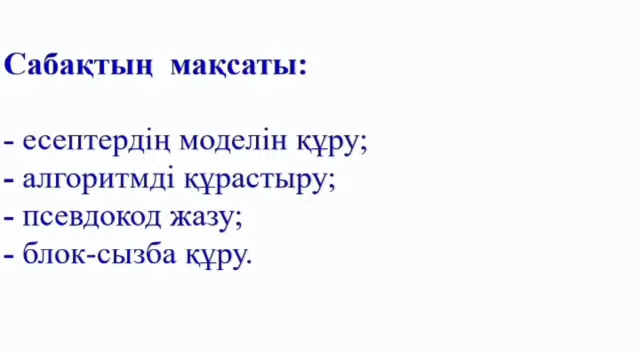 Сабақтың мақсаты:
- есептердің моделін құру;
- алгоритмді құрастыру;
- псевдокод жазу;
- блок-сызба құру.